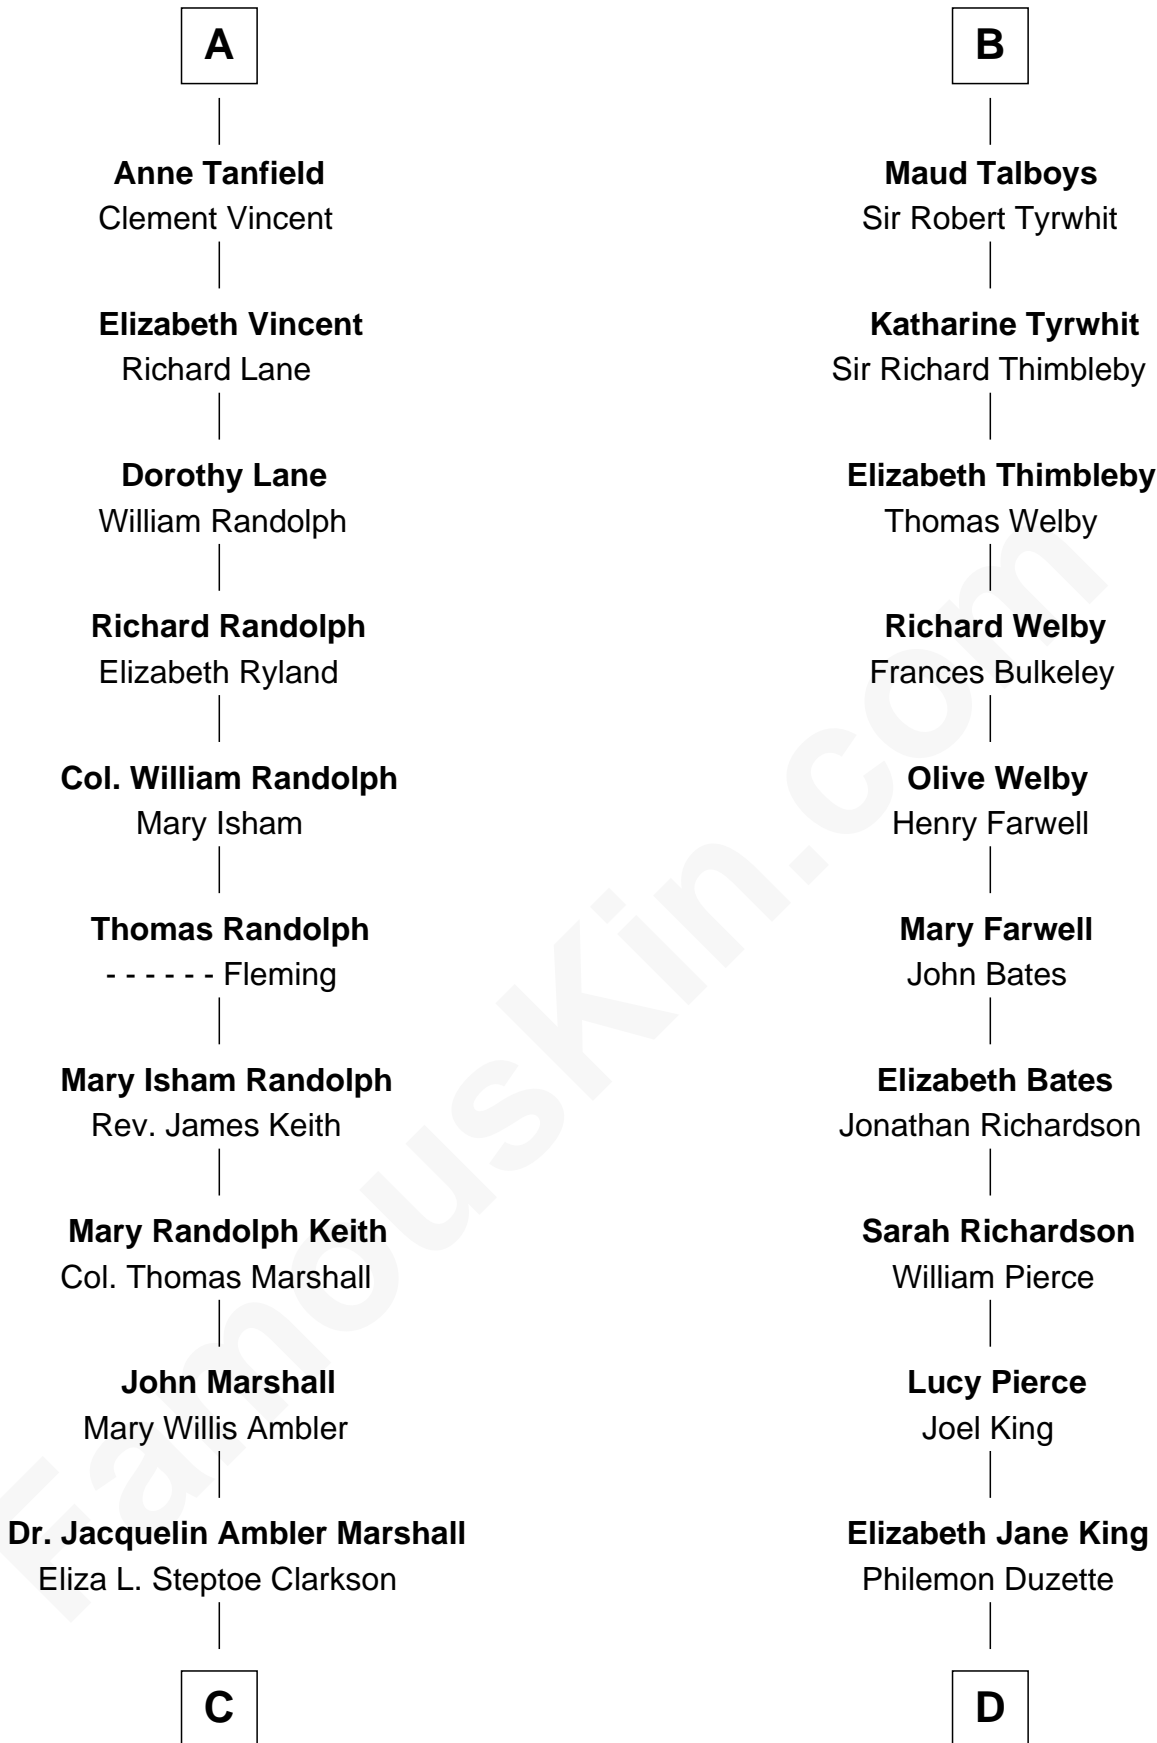 A
Anne Tanfield
Clement Vincent
Elizabeth Vincent
Richard Lane
Dorothy Lane
William Randolph
Richard Randolph
Elizabeth Ryland
Col. William Randolph
Mary Isham
Thomas Randolph
- - - - - - Fleming
Mary Isham Randolph
Rev. James Keith
Mary Randolph Keith
Col. Thomas Marshall
John Marshall
Mary Willis Ambler
Dr. Jacquelin Ambler Marshall
Eliza L. Steptoe Clarkson
C
B
Maud Talboys
Sir Robert Tyrwhit
Katharine Tyrwhit
Sir Richard Thimbleby
Elizabeth Thimbleby
Thomas Welby
Richard Welby
Frances Bulkeley
Olive Welby
Henry Farwell
Mary Farwell
John Bates
Elizabeth Bates
Jonathan Richardson
Sarah Richardson
William Pierce
Lucy Pierce
Joel King
Elizabeth Jane King
Philemon Duzette
D
FamousKin.com